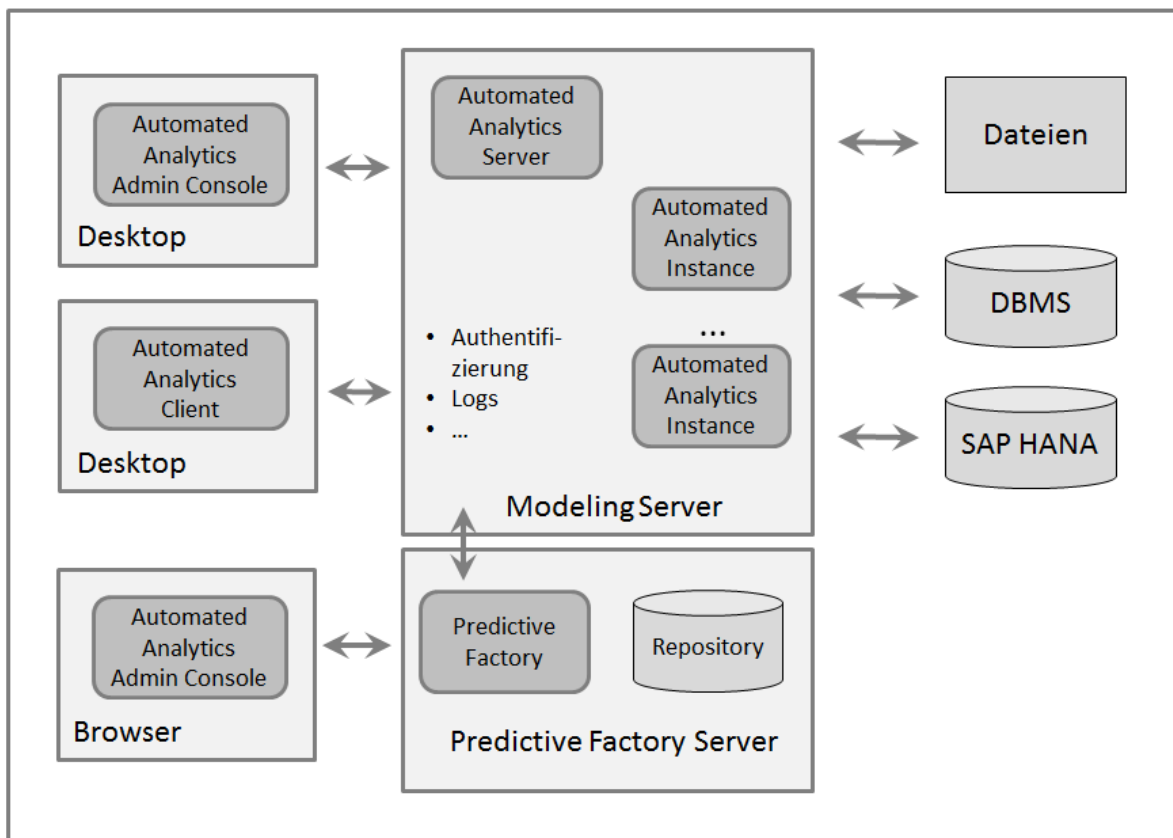 Automated
Analytics
Admin Console
Desktop
Automated
Analytics
Client
Desktop
Automated
Analytics
Admin Console
Browser
Automated
Analytics
Server
Automated
Analytics
Instance
...
Automated
Analytics
Instance
• Authentifi-
zierung
• Logs
• ...
Modeling Server
Predictive
Factory
Repository
Predictive Factory Server
Dateien
DBMS
SAP HANA